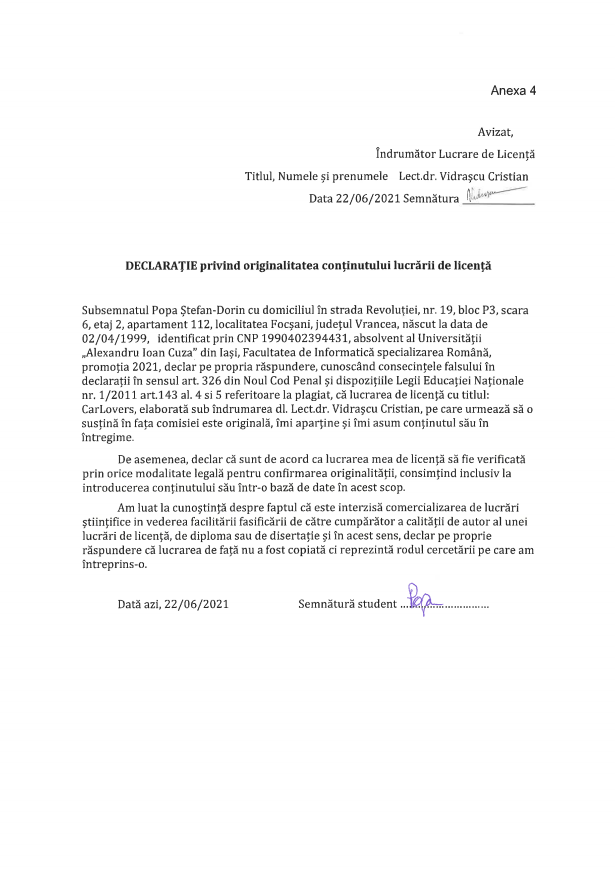 Anexa 4
Avizat,
Îndrumător Lucrare de Licență
Titlul, Numele și prenumele Lect.dr. Vidrașcu Cristian
Data 22/06/2021 Semnătura
DECLARAȚIE privind originalitatea conținutului lucrării de licență
Subsemnatul Popa Ștefan-Dorin cu domiciliul în strada Revoluției, nr. 19, bloc P3, scara
6, etaj 2, apartament 112, localitatea Focșani, județul Vrancea, născut la data de
02/04/1999, identificat prin CNP 1990402394431, absolvent al Universității
„Alexandru Ioan Cuza” din Iași, Facultatea de Informatică specializarea Română,
promoția 2021, declar pe propria răspundere, cunoscând consecințele falsului în
declarații în sensul art. 326 din Noul Cod Penal și dispozițiile Legii Educației Naționale
nr. 1/2011 art.143 al. 4 si 5 referitoare la plagiat, că lucrarea de licență cu titlul:
CarLovers, elaborată sub îndrumarea dl. Lect.dr. Vidrașcu Cristian, pe care urmează să o
susțină în fața comisiei este originală, îmi aparține și îmi asum conținutul său în
întregime.
De asemenea, declar că sunt de acord ca lucrarea mea de licență să fie verificată
prin orice modalitate legală pentru confirmarea originalității, consimțind inclusiv la
introducerea conținutului său într-o bază de date în acest scop.
Am luat la cunoștință despre faptul că este interzisă comercializarea de lucrări
științifice in vederea facilitării fasificării de către cumpărător a calității de autor al unei
lucrări de licență, de diploma sau de disertație și în acest sens, declar pe proprie
răspundere că lucrarea de față nu a fost copiată ci reprezintă rodul cercetării pe care am
întreprins-o.
Dată azi, 22/06/2021 Semnătură student ... Popa ...........